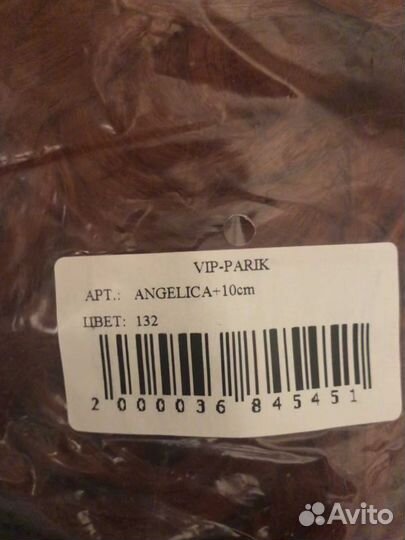 VIP-PARIK
АРТ.: ANGELICA+10cm
ЦВЕТ: 132
2 000036 845451
Avito